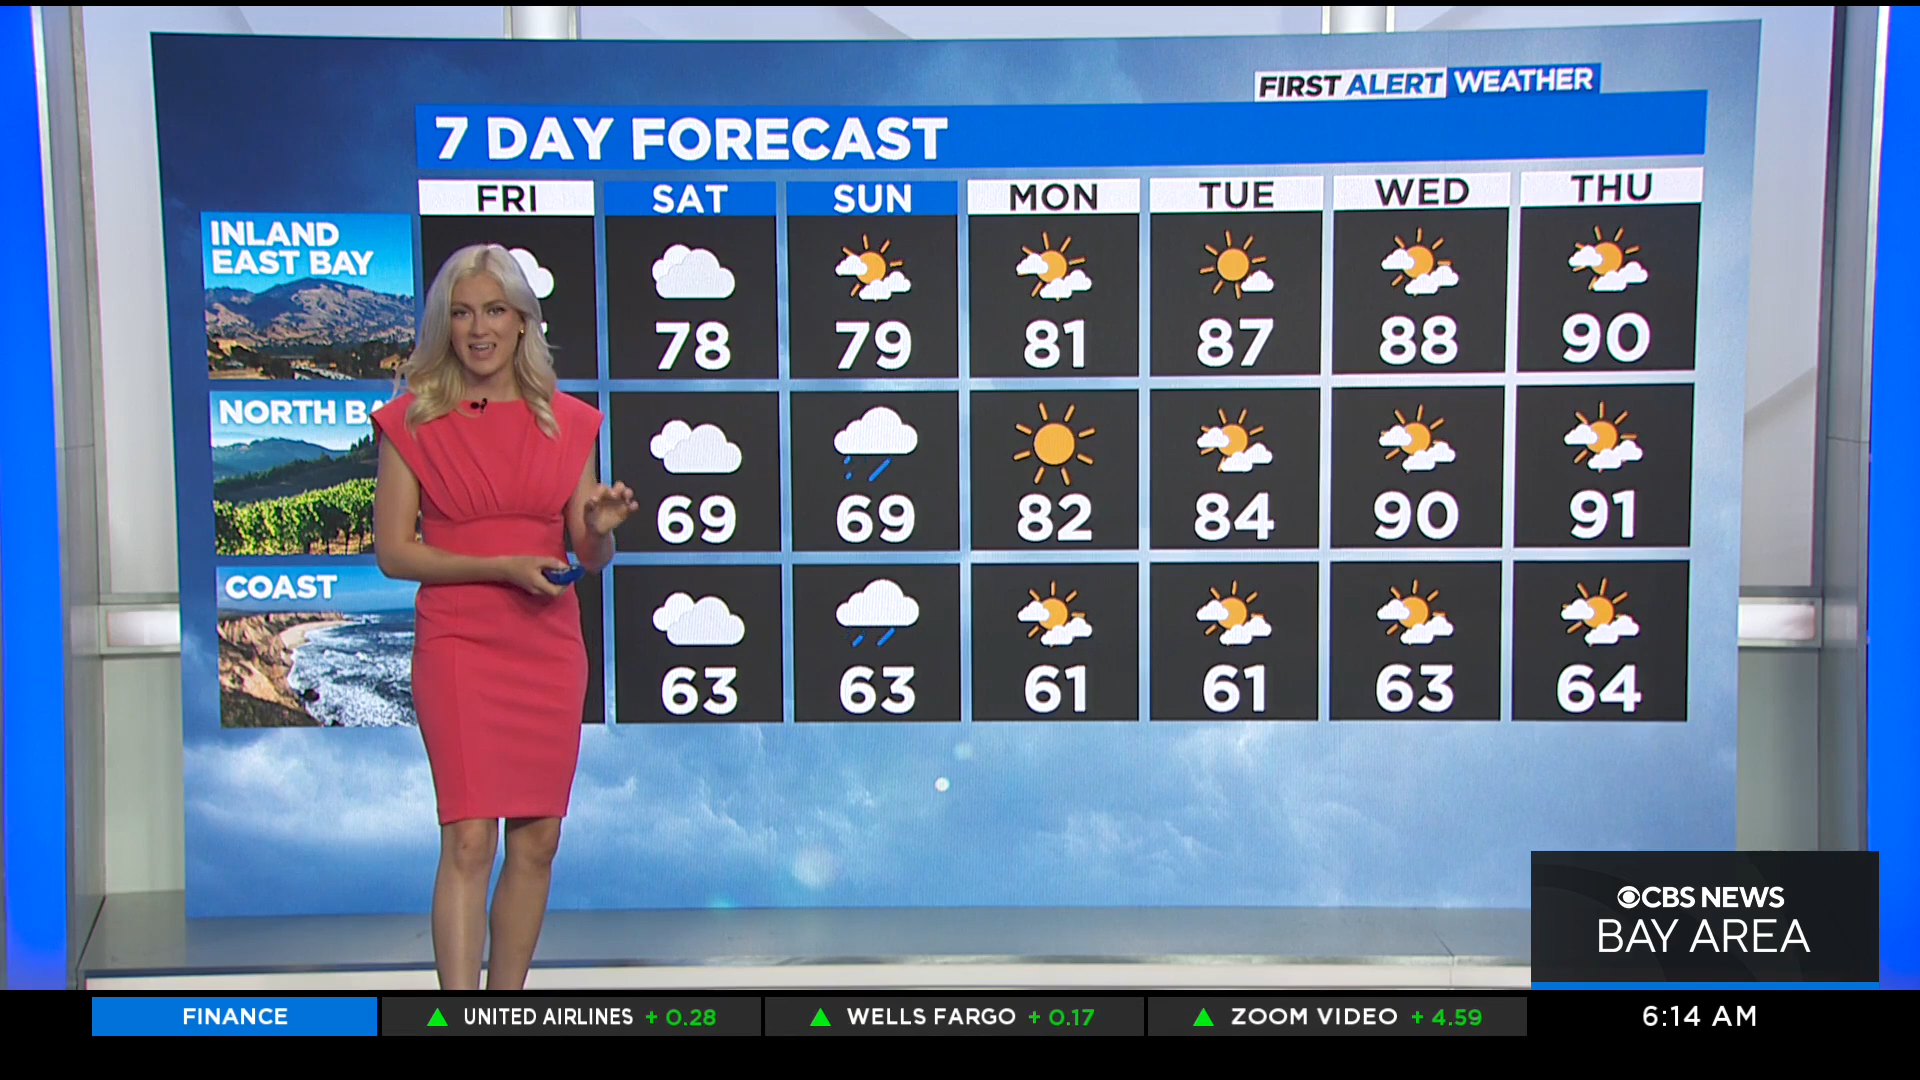 FIRST ALERT WEATHER
7 DAY FORECAST
FRI SAT SUN MON TUE WED THU
INLAND
EAST BAY
78 79 81 87 88 90
NORTH
69 69 82 84 90 91
COAST
63 63 61 61 63 64
CBS NEWS
BAY AREA
FINANCE ▲ UNITED AIRLINES + 0.28 ▲ WELLS FARGO + 0.17 ▲ ZOOM VIDEO + 4.59 6:14 AM